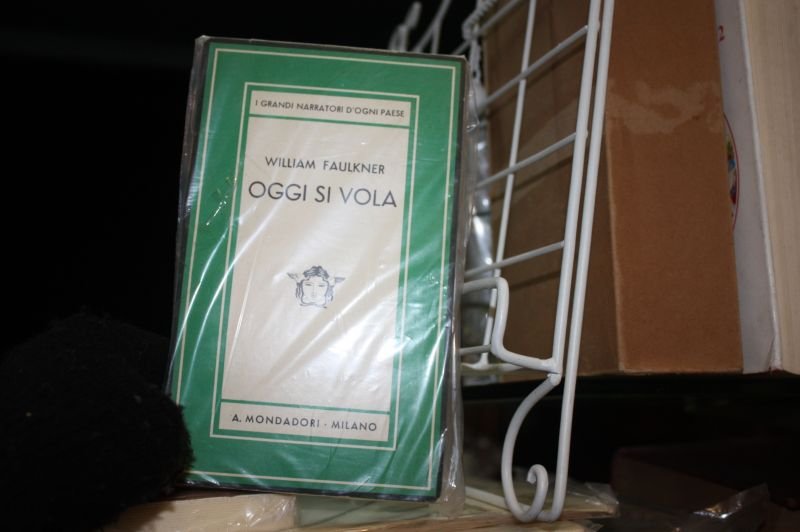 I GRANDI NARRATORI D'OGNI PAESE
WILLIAM FAULKNER
OGGI SI VOLA
A. MONDADORI · MILANO